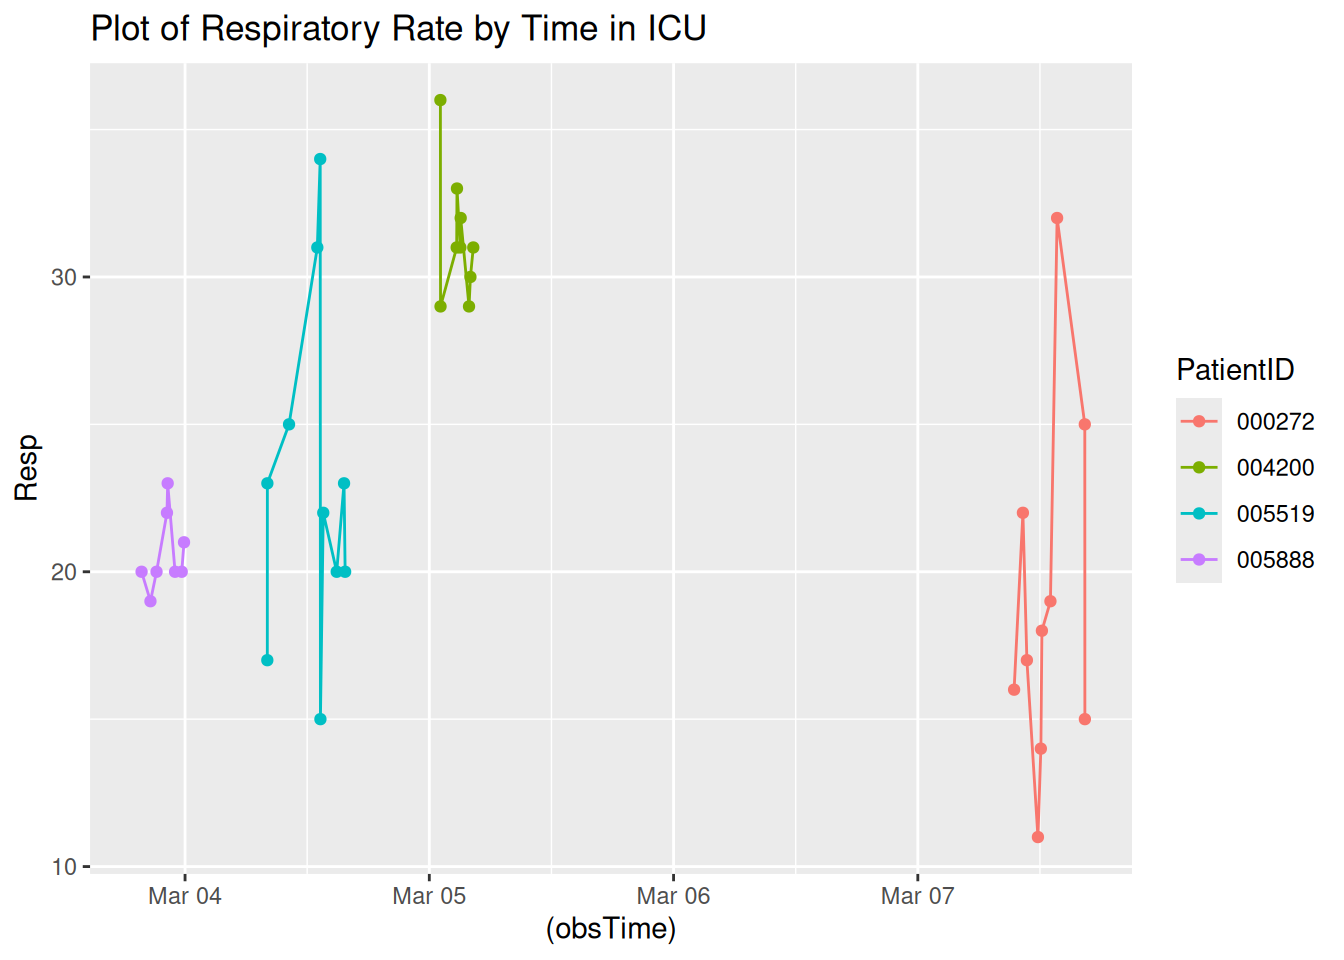 Plot of Respiratory Rate by Time in ICU
Resp
30
20
10
Mar 04
Mar 05
Mar 06
Mar 07
(obsTime)
PatientID
000272
004200
005519
005888